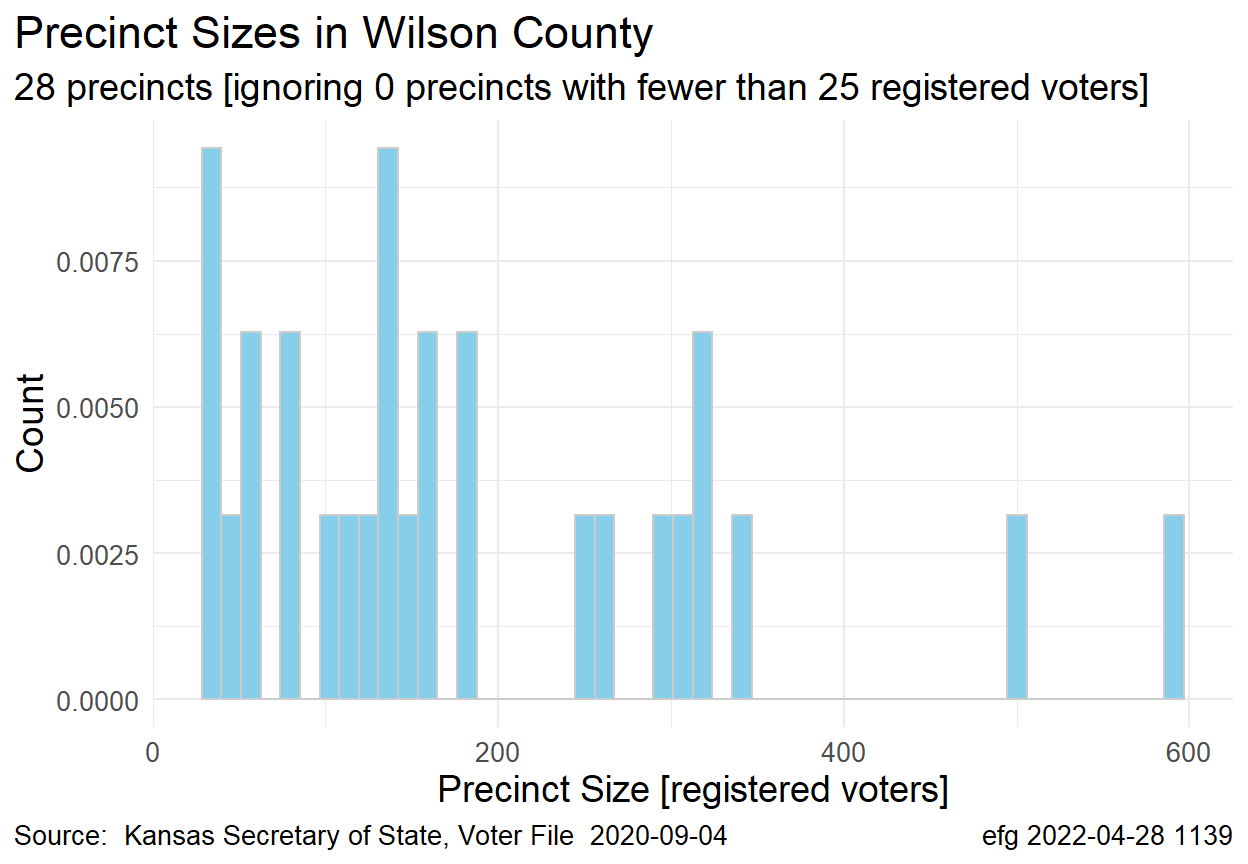 Precinct Sizes in Wilson County
28 precincts [ignoring 0 precincts with fewer than 25 registered voters]
Count
0.0075
0.0050
0.0025
0.0000
0 200 400 600
Precinct Size [registered voters]
Source:  Kansas Secretary of State, Voter File  2020-09-04 efg 2022-04-28 1139